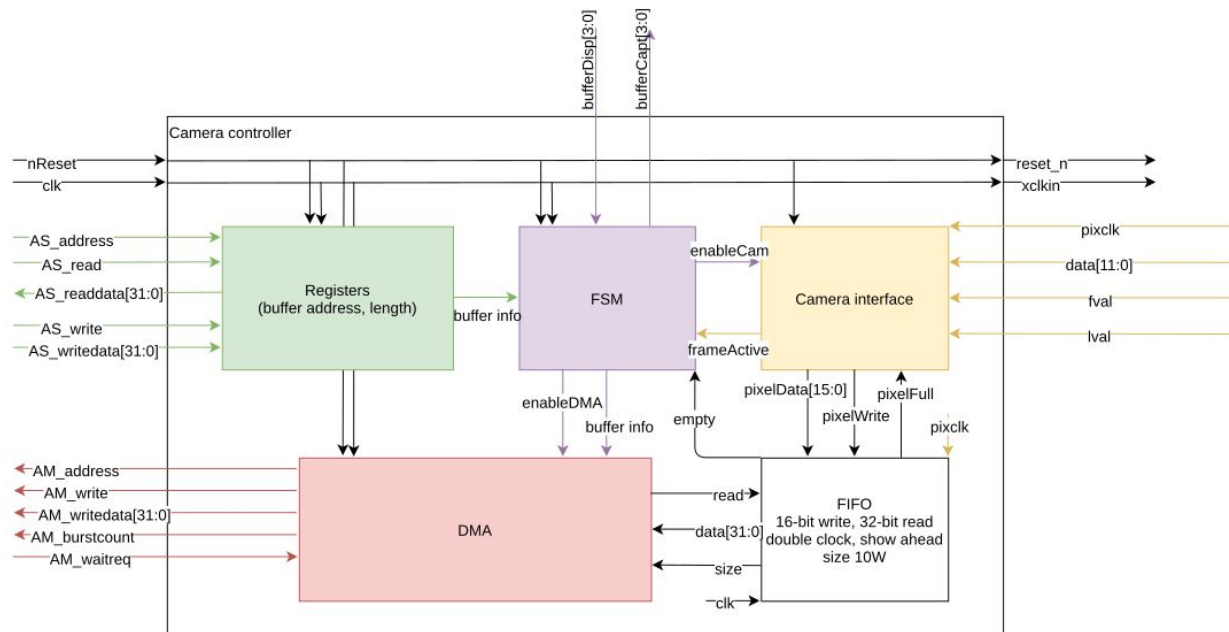 bufferDisp[3:0]
bufferCapt[3:0]
Camera controller
nReset
clk
reset_n
xclkin
AS_address
AS_read
AS_readdata[31:0]
AS_write
AS_writedata[31:0]
Registers
(buffer address, length)
buffer info
FSM
enableCam
frameActive
Camera interface
pixclk
data[11:0]
fval
lval
enableDMA
buffer info
empty
pixelData[15:0]
pixelWrite
pixelFull
pixclk
AM_address
AM_write
AM_writedata[31:0]
AM_burstcount
AM_waitreq
DMA
read
data[31:0]
size
clk
FIFO
16-bit write, 32-bit read
double clock, show ahead
size 10W